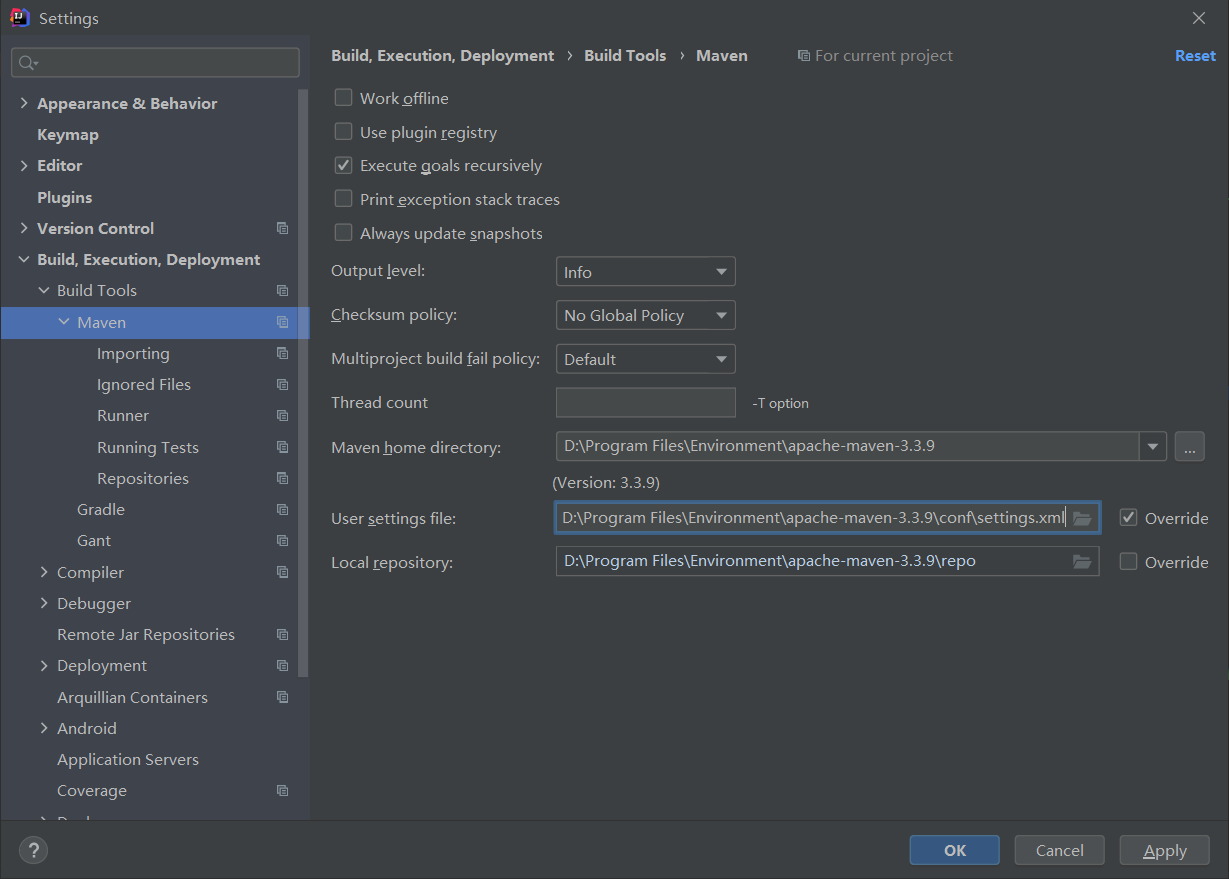 Settings
Build, Execution, Deployment › Build Tools › Maven For current project Reset
Appearance & Behavior
Keymap
Editor
Plugins
Version Control
Build, Execution, Deployment
Build Tools
Maven
Importing
Ignored Files
Runner
Running Tests
Repositories
Gradle
Gant
Compiler
Debugger
Remote Jar Repositories
Deployment
Arquillian Containers
Android
Application Servers
Coverage
Work offline
Use plugin registry
Execute goals recursively
Print exception stack traces
Always update snapshots
Output level: Info
Checksum policy: No Global Policy
Multiproject build fail policy: Default
Thread count -T option
Maven home directory: D:\Program Files\Environment\apache-maven-3.3.9 ...
(Version: 3.3.9)
User settings file: D:\Program Files\Environment\apache-maven-3.3.9\conf\settings.xml Override
Local repository: D:\Program Files\Environment\apache-maven-3.3.9\repo Override
? OK Cancel Apply